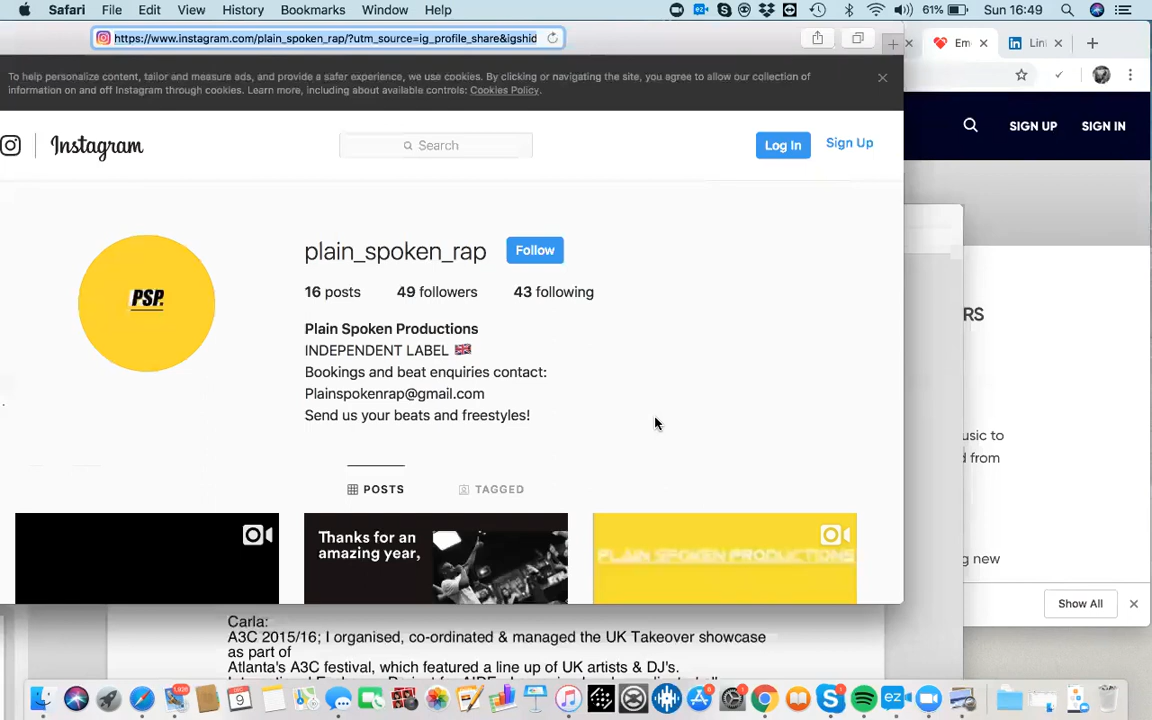 Safari File Edit View History Bookmarks Window Help 61% Sun 16:49
https://www.instagram.com/plain_spoken_rap/?utm_source=ig_profile_share&igshid
Em
Lin
To help personalize content, tailor and measure ads, and provide a safer experience, we use cookies. By clicking or navigating the site, you agree to allow our collection of
information on and off Instagram through cookies. Learn more, including about available controls: Cookies Policy.
Instagram Search Log In Sign Up
SIGN UP SIGN IN
plain_spoken_rap Follow
PSP.
16 posts 49 followers 43 following
Plain Spoken Productions
INDEPENDENT LABEL 🇬🇧
Bookings and beat enquiries contact:
Plainspokenrap@gmail.com
Send us your beats and freestyles!
RS
usic to
d from
g new
POSTS TAGGED
Thanks for an
amazing year,
PLAIN SPOKEN PRODUCTIONS
Show All
Carla:
A3C 2015/16; I organised, co-ordinated & managed the UK Takeover showcase
as part of
Atlanta's A3C festival, which featured a line up of UK artists & DJ's.
9